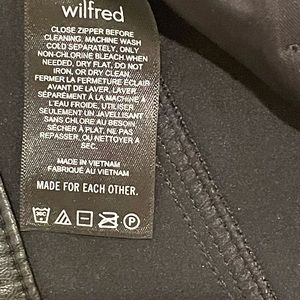 wilfred
CLOSE ZIPPER BEFORE
CLEANING, MACHINE WASH
COLD SEPARATELY, ONLY
NON-CHLORINE BLEACH WHEN
NEEDED, DRY FLAT, DO NOT
IRON, OR DRY CLEAN.
FERMER LA FERMETURE ÉCLAIR
AVANT DE LAVER. LAVER
SÉPARÉMENT À LA MACHINE À
L'EAU FROIDE, UTILISER
SEULEMENT UN JAVELLISANT
SANS CHLORE AU BESOIN
SÉCHER À PLAT, NE PAS
REPASSER, OU NETTOYER A
SEC.
MADE IN VIETNAM
FABRIQUÉ AU VIETNAM
MADE FOR EACH OTHER.
P